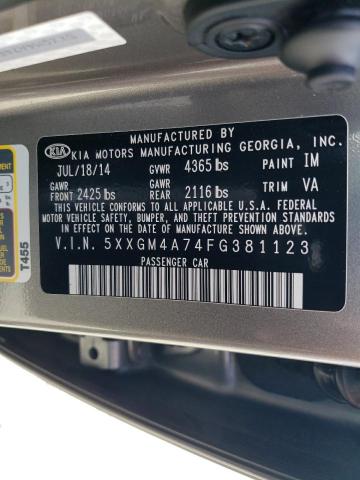 MANUFACTURED BY
KIA KIA MOTORS MANUFACTURING GEORGIA, INC.
JUL/18/14 GVWR 4365 lbs PAINT IM
GAWR FRONT 2425 lbs GAWR REAR 2116 lbs TRIM VA
THIS VEHICLE CONFORMS TO ALL APPLICABLE U.S.A. FEDERAL
MOTOR VEHICLE SAFETY, BUMPER, AND THEFT PREVENTION STANDARDS
IN EFFECT ON THE DATE OF MANUFACTURE SHOWN ABOVE.
V.I.N. 5XXGM4A74FG381123
PASSENGER CAR
T455